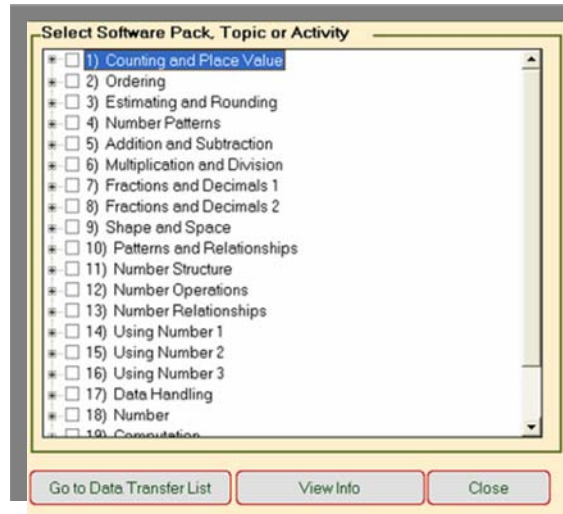 Select Software Pack, Topic or Activity
1) Counting and Place Value
2) Ordering
3) Estimating and Rounding
4) Number Patterns
5) Addition and Subtraction
6) Multiplication and Division
7) Fractions and Decimals 1
8) Fractions and Decimals 2
9) Shape and Space
10) Patterns and Relationships
11) Number Structure
12) Number Operations
13) Number Relationships
14) Using Number 1
15) Using Number 2
16) Using Number 3
17) Data Handling
18) Number
19) Computation
Go to Data Transfer List View Info Close